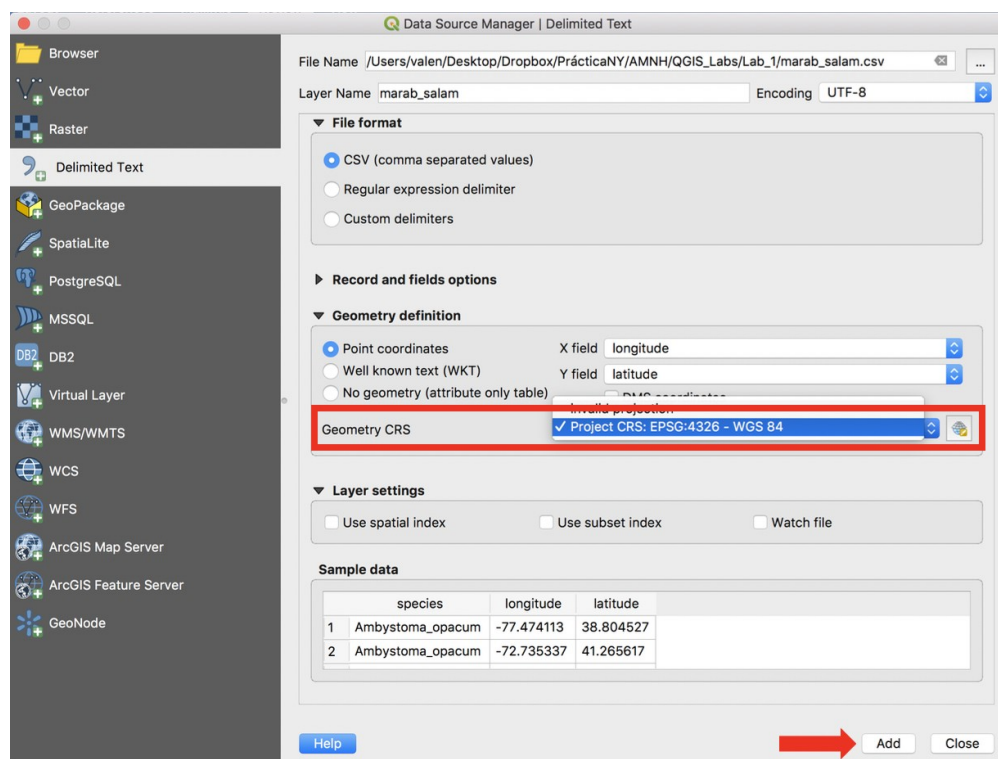 Data Source Manager | Delimited Text
Browser
Vector
Raster
Delimited Text
GeoPackage
SpatiaLite
PostgreSQL
MSSQL
DB2 DB2
Virtual Layer
WMS/WMTS
WCS
WFS
ArcGIS Map Server
ArcGIS Feature Server
GeoNode
File Name /Users/valen/Desktop/Dropbox/PrácticaNY/AMNH/QGIS_Labs/Lab_1/marab_salam.csv ...
Layer Name marab_salam Encoding UTF-8
File format
CSV (comma separated values)
Regular expression delimiter
Custom delimiters
Record and fields options
Geometry definition
Point coordinates X field longitude
Well known text (WKT) Y field latitude
No geometry (attribute only table) DMS coordinates
Invalid projection
Geometry CRS ✓ Project CRS: EPSG:4326 - WGS 84
Layer settings
Use spatial index Use subset index Watch file
Sample data
species longitude latitude
1 Ambystoma_opacum -77.474113 38.804527
2 Ambystoma_opacum -72.735337 41.265617
Help Add Close